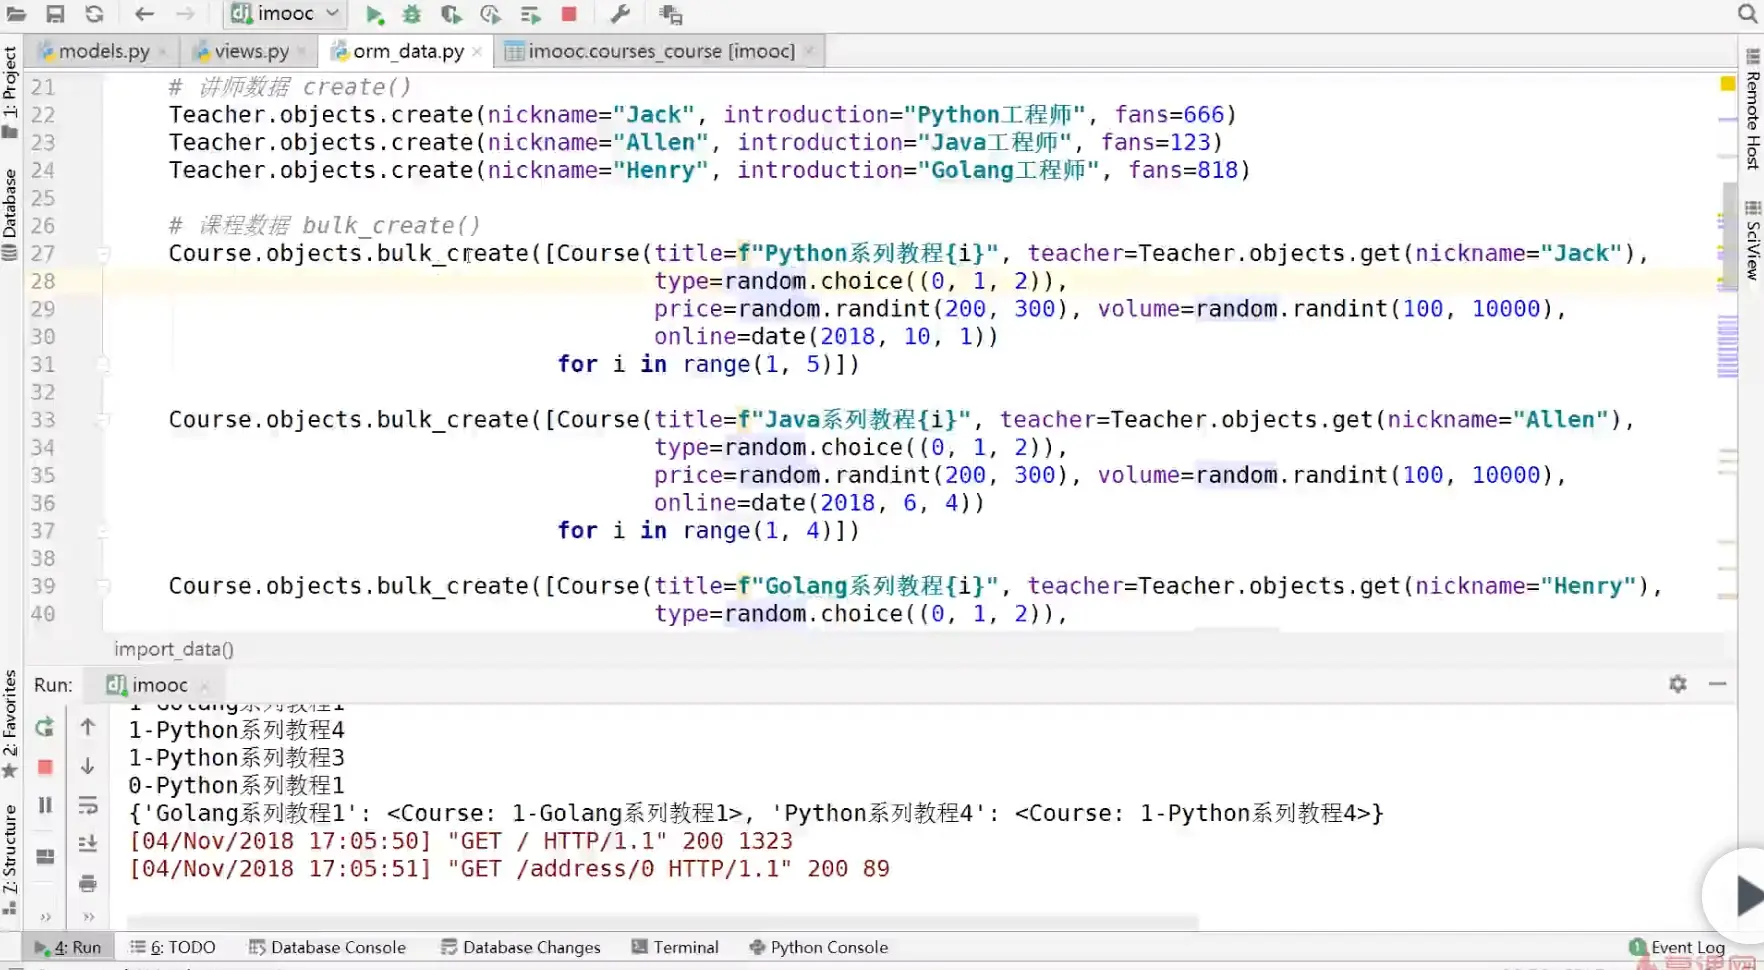 imooc
models.py
views.py
orm_data.py
imooc.courses_course [imooc]
1: Project
Database
2: Favorites
7: Structure
Remote Host
SciView
21 # 讲师数据 create()
22 Teacher.objects.create(nickname="Jack", introduction="Python工程师", fans=666)
23 Teacher.objects.create(nickname="Allen", introduction="Java工程师", fans=123)
24 Teacher.objects.create(nickname="Henry", introduction="Golang工程师", fans=818)
25
26 # 课程数据 bulk_create()
27 Course.objects.bulk_create([Course(title=f"Python系列教程{i}", teacher=Teacher.objects.get(nickname="Jack"),
28 type=random.choice((0, 1, 2)),
29 price=random.randint(200, 300), volume=random.randint(100, 10000),
30 online=date(2018, 10, 1))
31 for i in range(1, 5)])
32
33 Course.objects.bulk_create([Course(title=f"Java系列教程{i}", teacher=Teacher.objects.get(nickname="Allen"),
34 type=random.choice((0, 1, 2)),
35 price=random.randint(200, 300), volume=random.randint(100, 10000),
36 online=date(2018, 6, 4))
37 for i in range(1, 4)])
38
39 Course.objects.bulk_create([Course(title=f"Golang系列教程{i}", teacher=Teacher.objects.get(nickname="Henry"),
40 type=random.choice((0, 1, 2)),
import_data()
Run: imooc
1-Golang系列教程1
1-Python系列教程4
1-Python系列教程3
0-Python系列教程1
{'Golang系列教程1': <Course: 1-Golang系列教程1>, 'Python系列教程4': <Course: 1-Python系列教程4>}
[04/Nov/2018 17:05:50] "GET / HTTP/1.1" 200 1323
[04/Nov/2018 17:05:51] "GET /address/0 HTTP/1.1" 200 89
4: Run
6: TODO
Database Console
Database Changes
Terminal
Python Console
1 Event Log